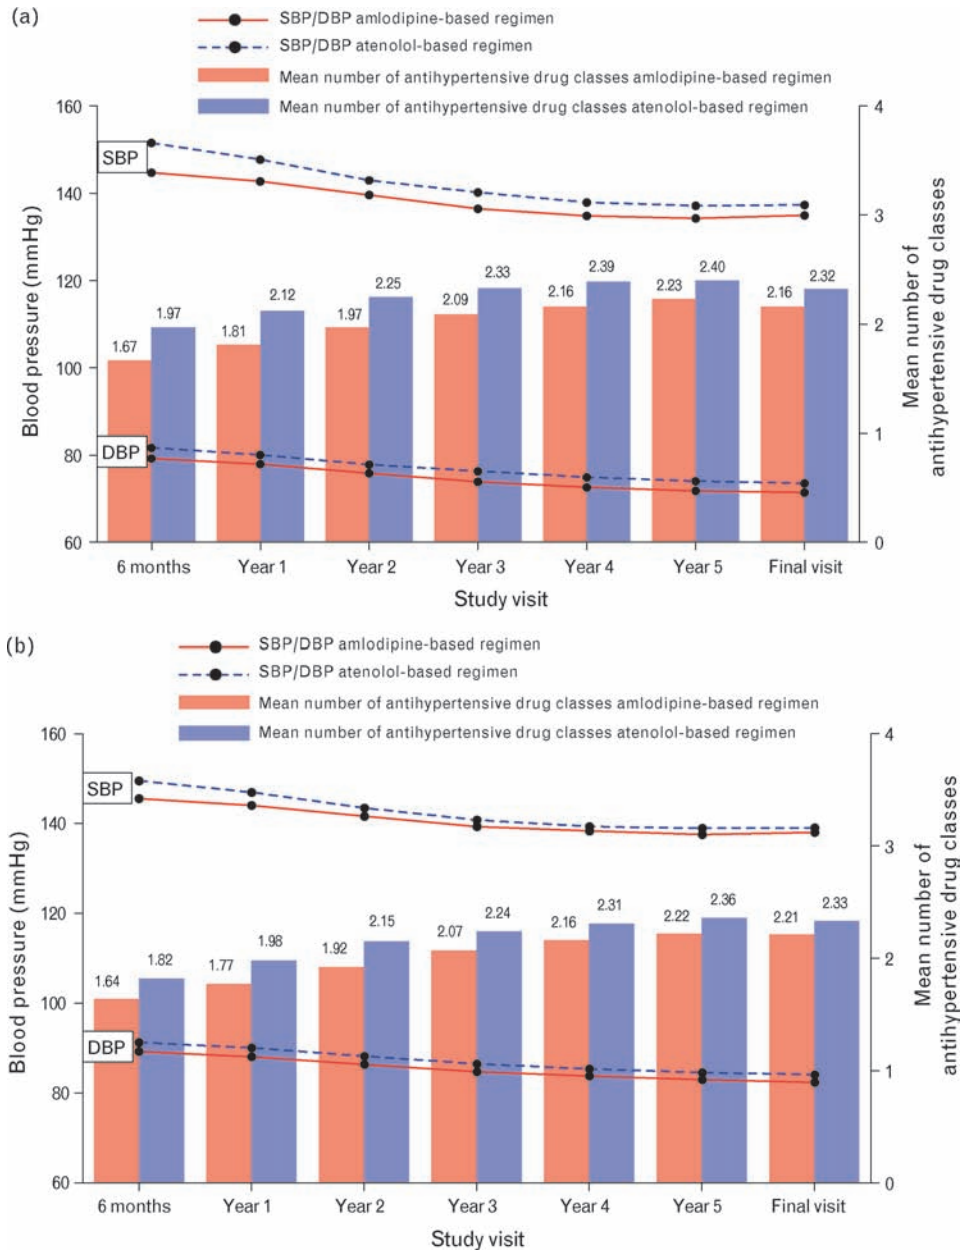 (a)
SBP/DBP amlodipine-based regimen
SBP/DBP atenolol-based regimen
Mean number of antihypertensive drug classes amlodipine-based regimen
Mean number of antihypertensive drug classes atenolol-based regimen
Blood pressure (mmHg)
160
140
120
100
80
60
SBP
DBP
1.67
1.97
1.81
2.12
1.97
2.25
2.09
2.33
2.16
2.39
2.23
2.40
2.16
2.32
4
3
2
1
0
Mean number of
antihypertensive drug classes
6 months
Year 1
Year 2
Year 3
Year 4
Year 5
Final visit
Study visit
(b)
SBP/DBP amlodipine-based regimen
SBP/DBP atenolol-based regimen
Mean number of antihypertensive drug classes amlodipine-based regimen
Mean number of antihypertensive drug classes atenolol-based regimen
Blood pressure (mmHg)
160
140
120
100
80
60
SBP
DBP
1.64
1.82
1.77
1.98
1.92
2.15
2.07
2.24
2.16
2.31
2.22
2.36
2.21
2.33
4
3
2
1
0
Mean number of
antihypertensive drug classes
6 months
Year 1
Year 2
Year 3
Year 4
Year 5
Final visit
Study visit